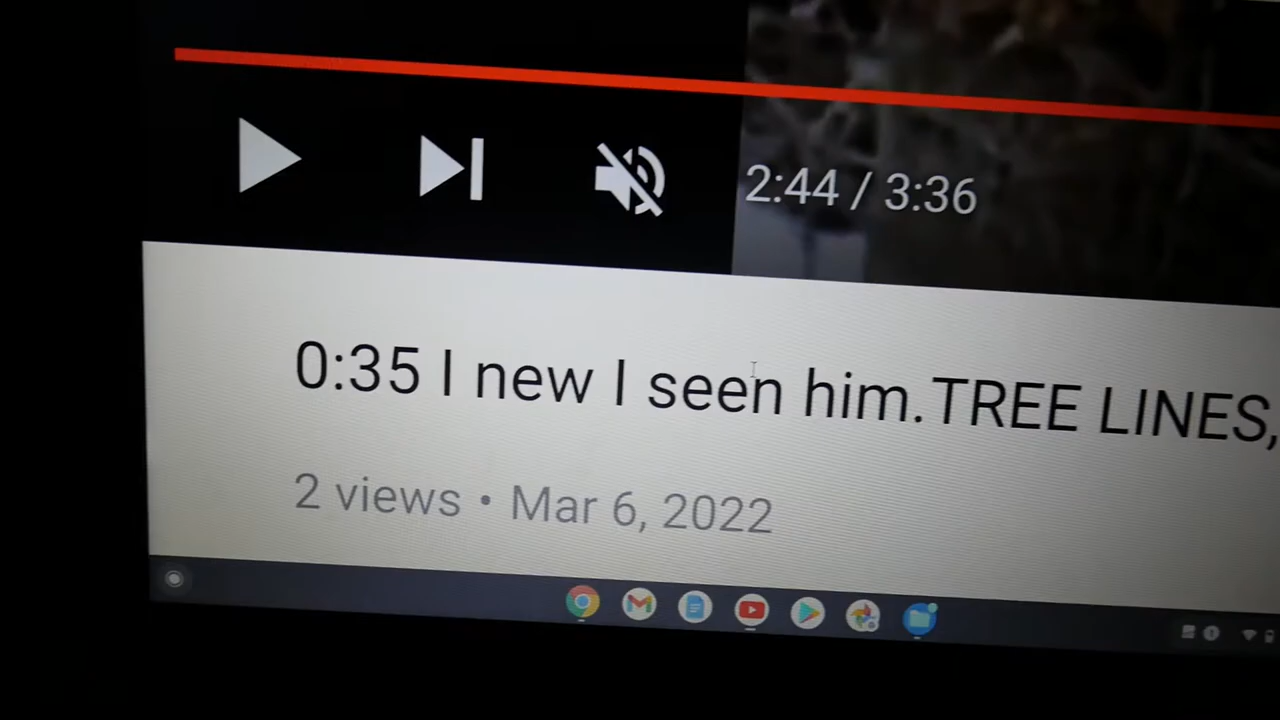 2:44 / 3:36
0:35 I new I seen him.TREE LINES,
2 views • Mar 6, 2022